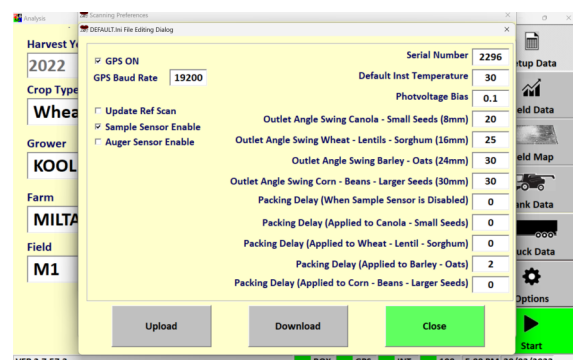 Analysis
Scanning Preferences
DEFAULT.Ini File Editing Dialog
Harvest Ye
2022
Crop Type
Whea
Grower
KOOL
Farm
MILTA
Field
M1
GPS ON
GPS Baud Rate 19200
Update Ref Scan
Sample Sensor Enable
Auger Sensor Enable
Serial Number 2296
Default Inst Temperature 30
Photvoltage Bias 0.1
Outlet Angle Swing Canola - Small Seeds (8mm) 20
Outlet Angle Swing Wheat - Lentils - Sorghum (16mm) 25
Outlet Angle Swing Barley - Oats (24mm) 30
Outlet Angle Swing Corn - Beans - Larger Seeds (30mm) 30
Packing Delay (When Sample Sensor is Disabled) 0
Packing Delay (Applied to Canola - Small Seeds) 0
Packing Delay (Applied to Wheat - Lentil - Sorghum) 0
Packing Delay (Applied to Barley - Oats) 2
Packing Delay (Applied to Corn - Beans - Larger Seeds) 0
Upload
Download
Close
tup Data
eld Data
eld Map
ank Data
uck Data
Options
Start